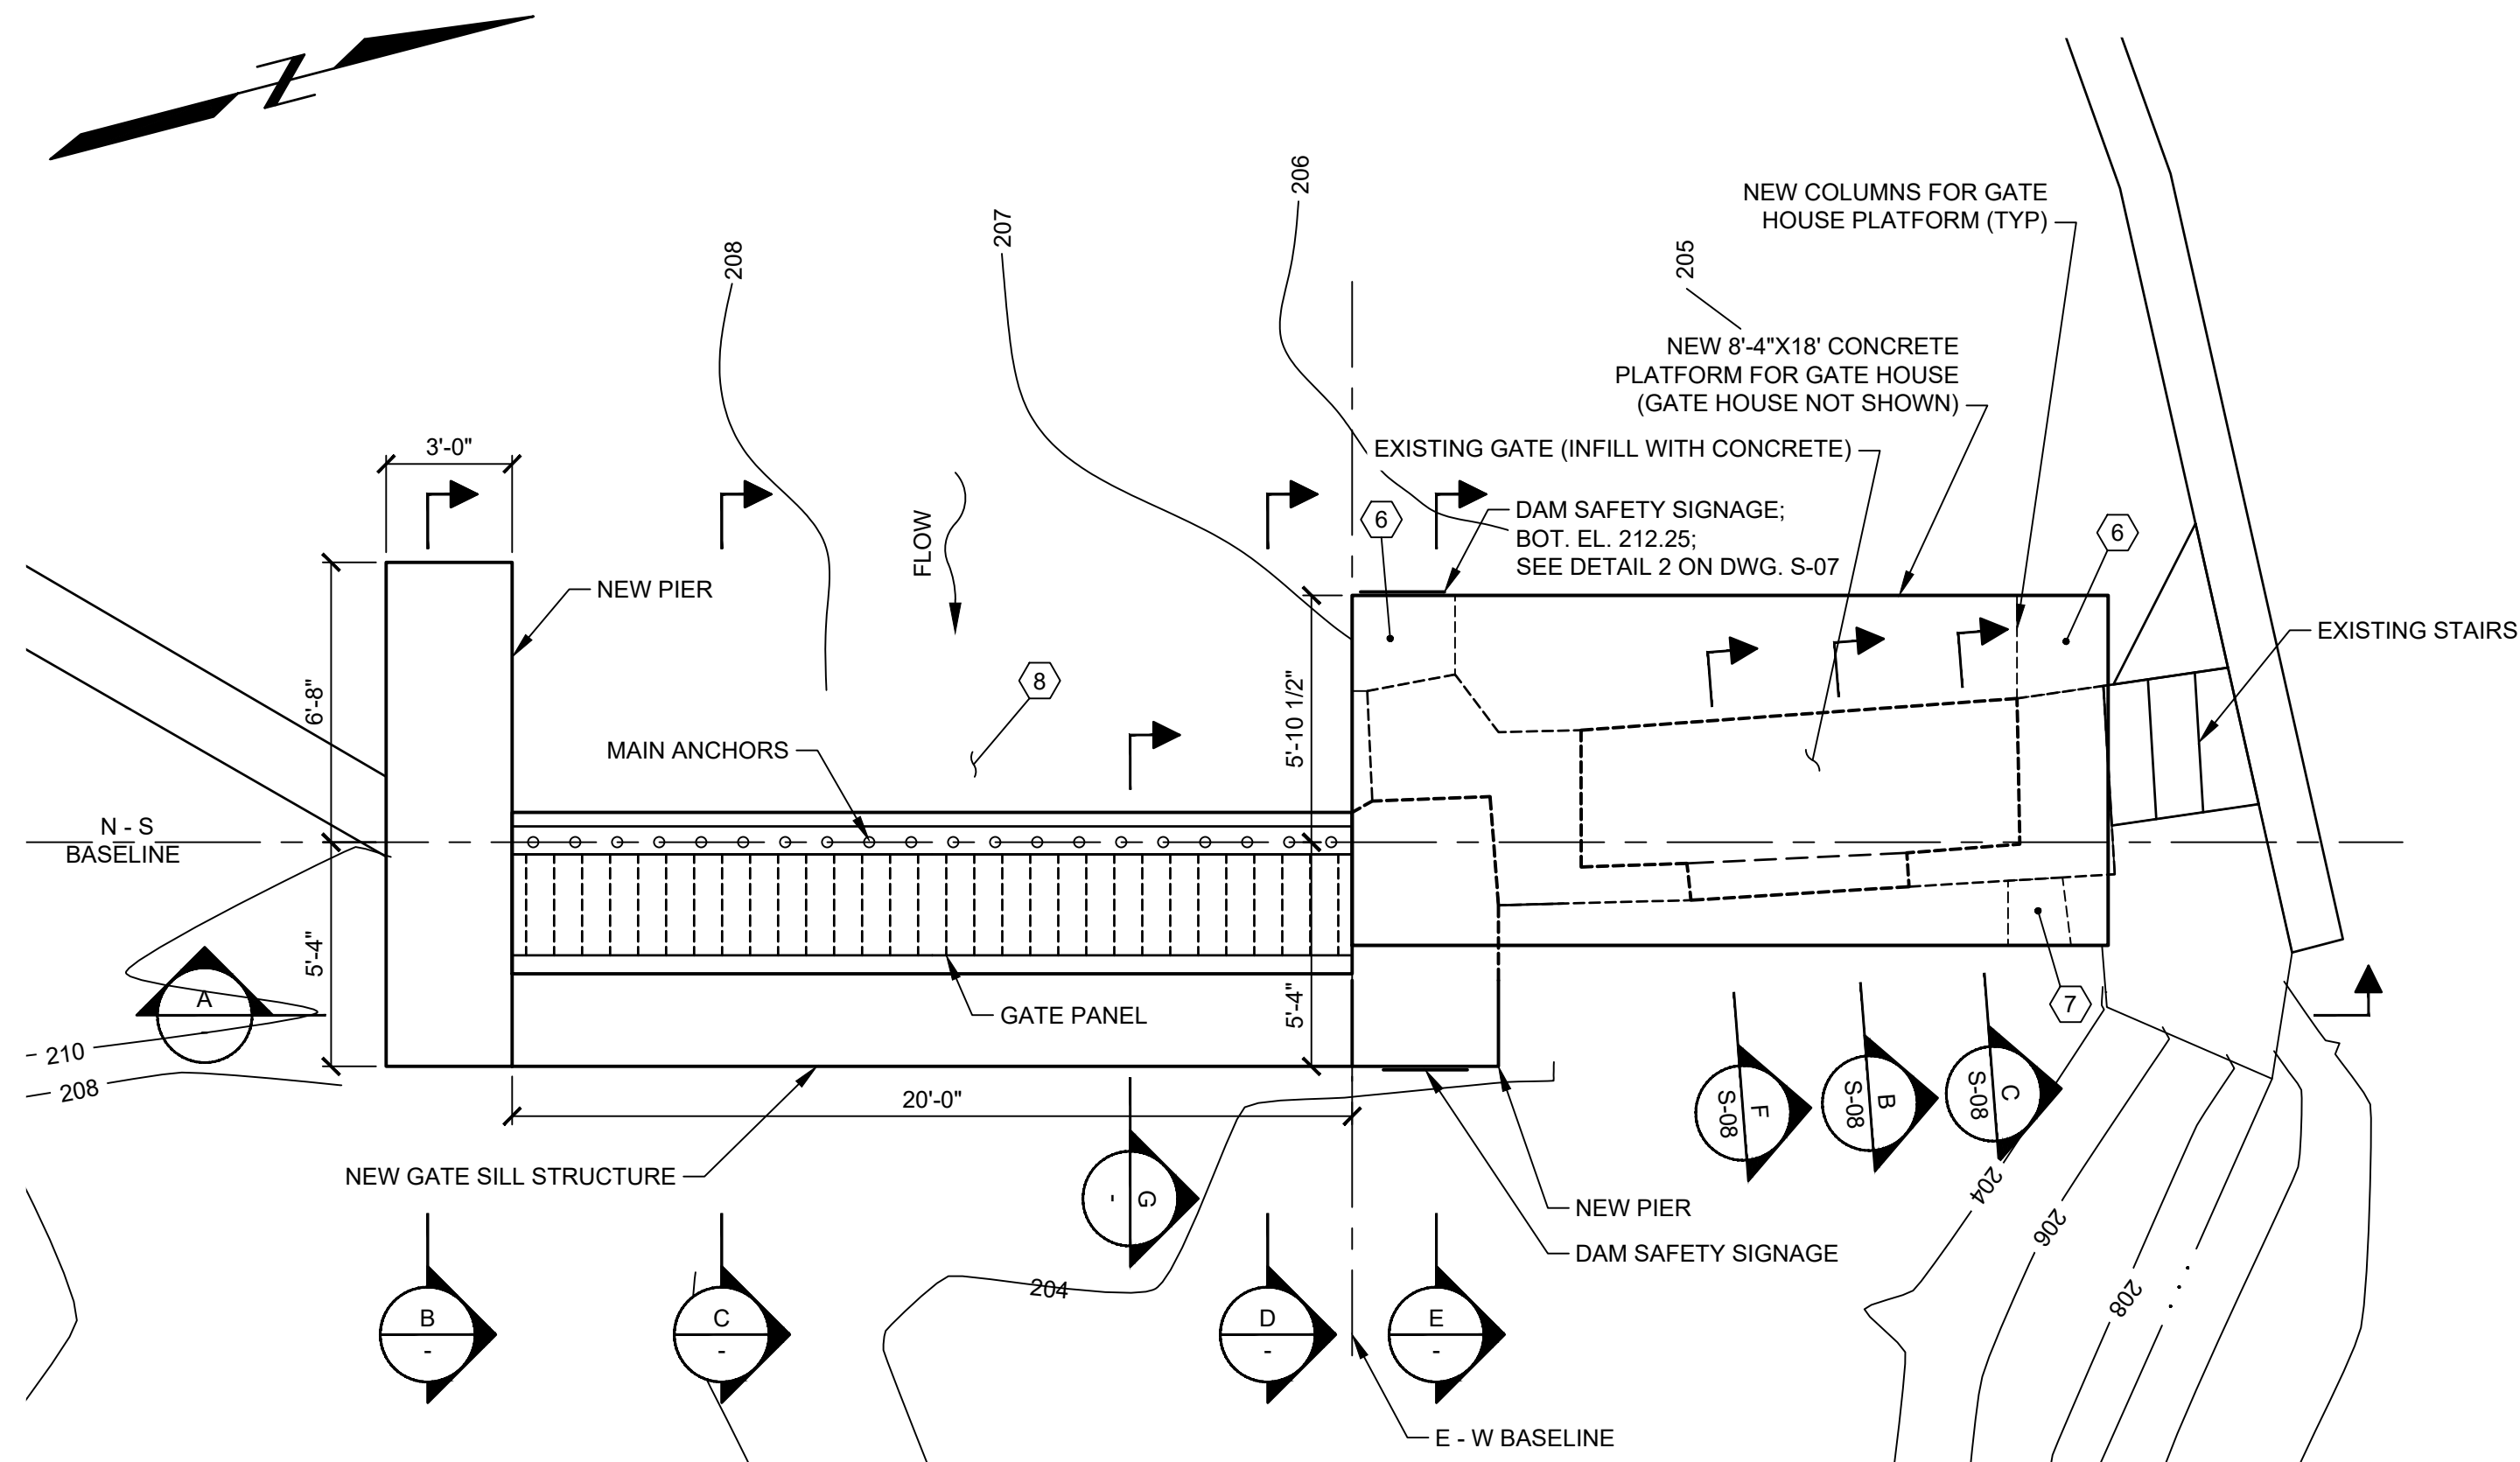 N
206
NEW COLUMNS FOR GATE
HOUSE PLATFORM (TYP)
207
208
205
NEW 8'-4"X18' CONCRETE
PLATFORM FOR GATE HOUSE
(GATE HOUSE NOT SHOWN)
3'-0"
EXISTING GATE (INFILL WITH CONCRETE)
6
DAM SAFETY SIGNAGE;
BOT. EL. 212.25;
SEE DETAIL 2 ON DWG. S-07
6
FLOW
NEW PIER
EXISTING STAIRS
8
6'-8"
5'-10 1/2"
MAIN ANCHORS
N - S
BASELINE
5'-4"
A
-
5'-4"
GATE PANEL
7
210
208
20'-0"
F
S-08
B
S-08
C
S-08
NEW GATE SILL STRUCTURE
G
-
NEW PIER
DAM SAFETY SIGNAGE
204
206
208
204
B
-
C
-
D
-
E
-
E - W BASELINE